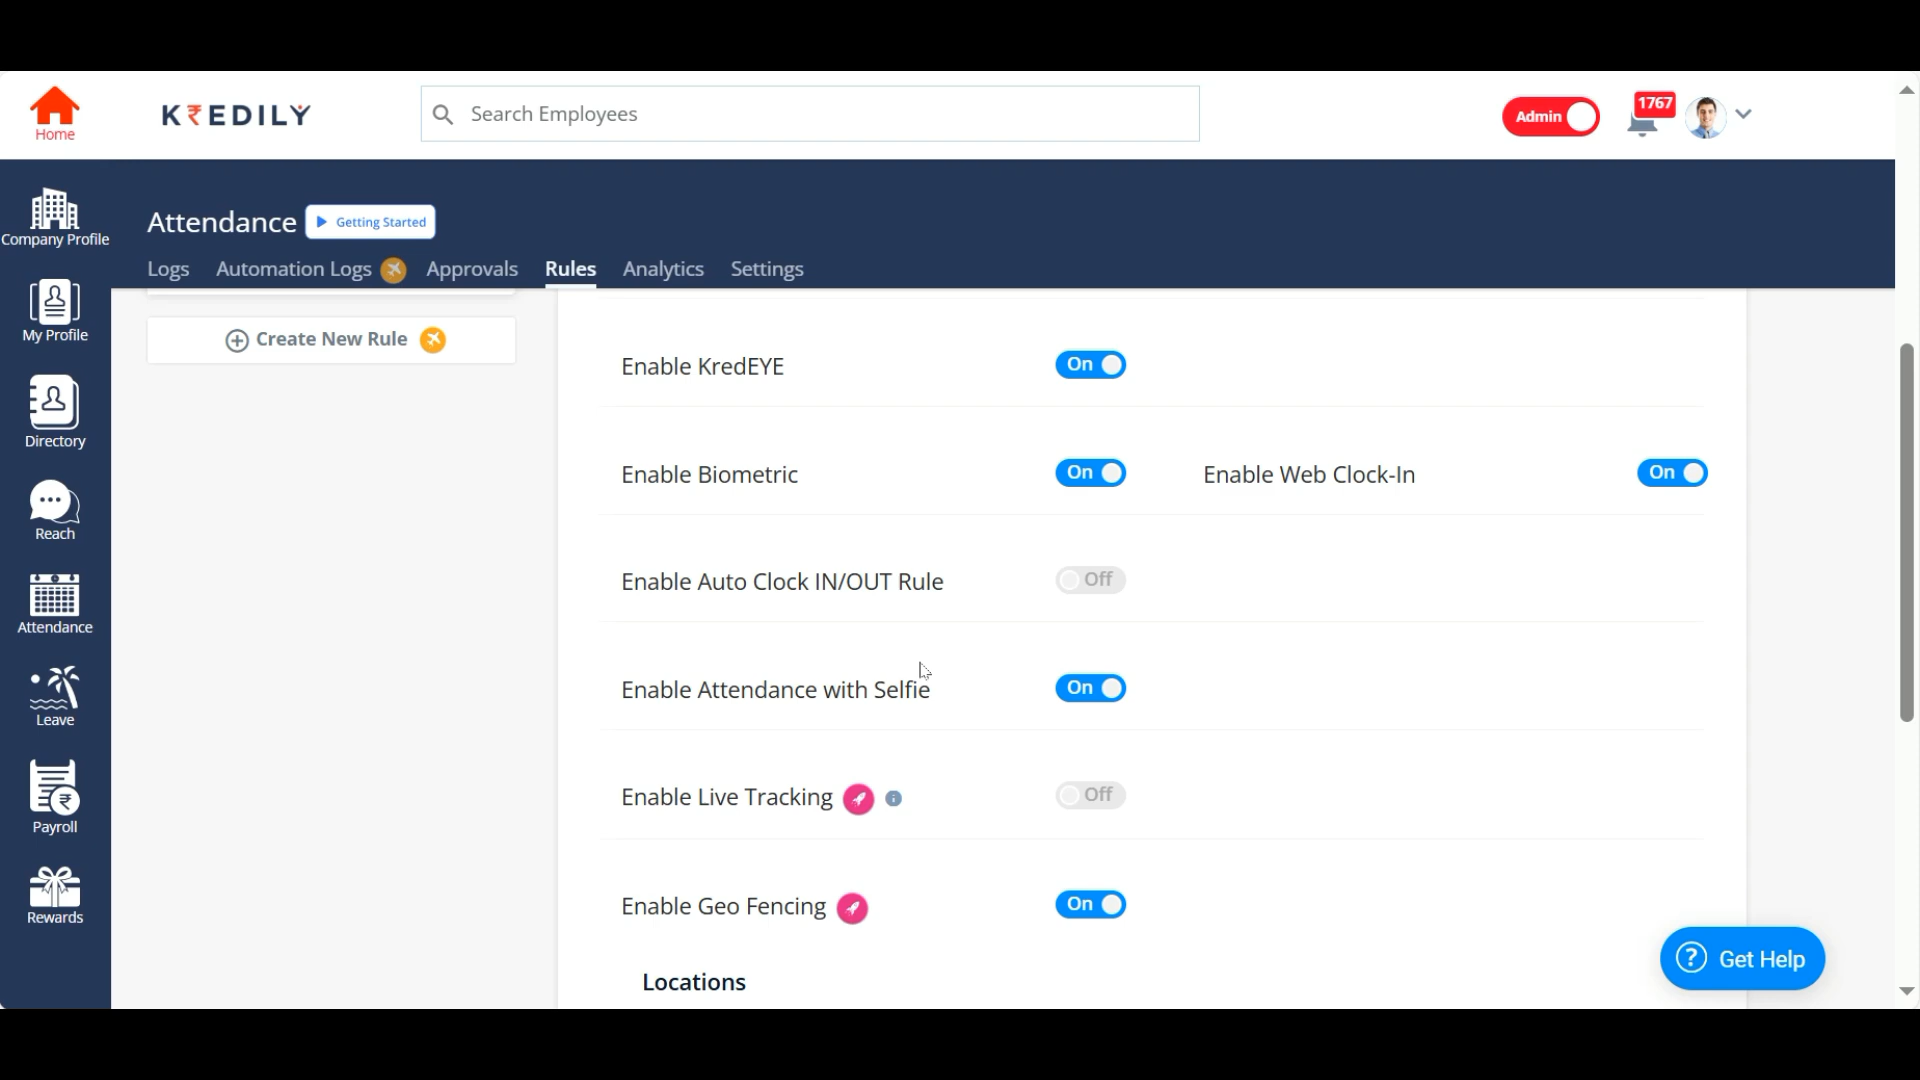 Home
KREDILY
Search Employees
Admin
1767
Company Profile
My Profile
Directory
Reach
Attendance
Leave
Payroll
Rewards
Attendance
Getting Started
Logs
Automation Logs
Approvals
Rules
Analytics
Settings
Create New Rule
Enable KredEYE
On
Enable Biometric
On
Enable Web Clock-In
On
Enable Auto Clock IN/OUT Rule
Off
Enable Attendance with Selfie
On
Enable Live Tracking
Off
Enable Geo Fencing
On
Locations
Get Help